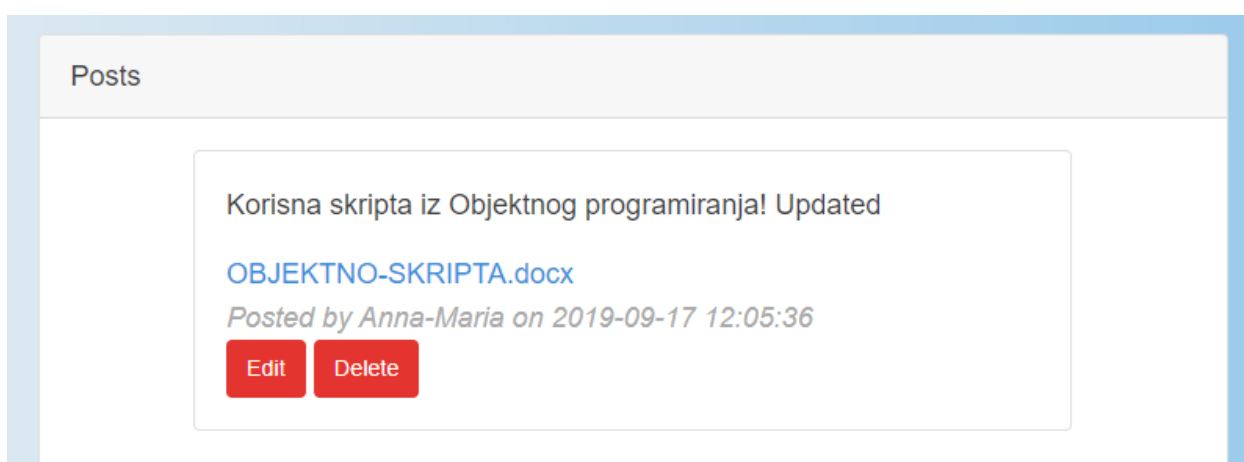 Posts
Korisna skripta iz Objektnog programiranja! Updated
OBJEKTNO-SKRIPTA.docx
Posted by Anna-Maria on 2019-09-17 12:05:36
Edit Delete